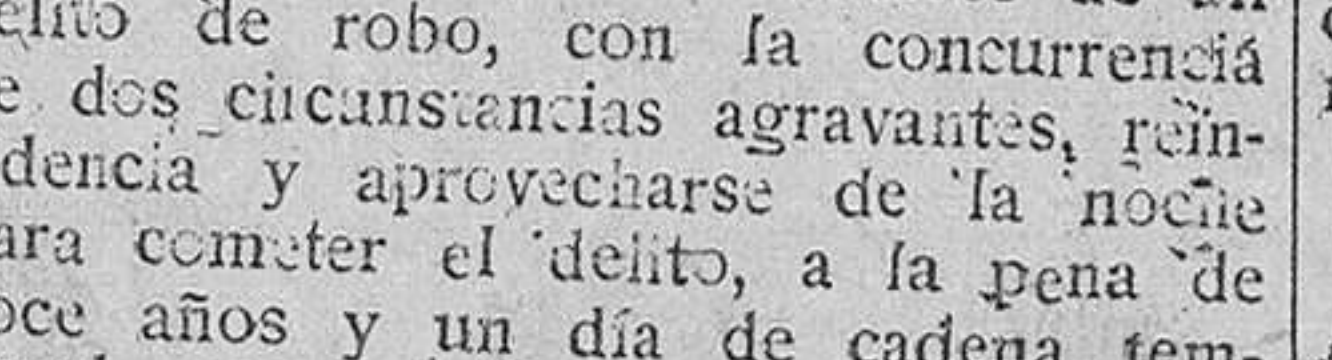 elito de robo, con la concurrenciá
e dos circunstancias agravantes, rein-
dencia y aprovecharse de la noche
ara cometer el delito, a la pena de
oce años y un día de cadena tem-